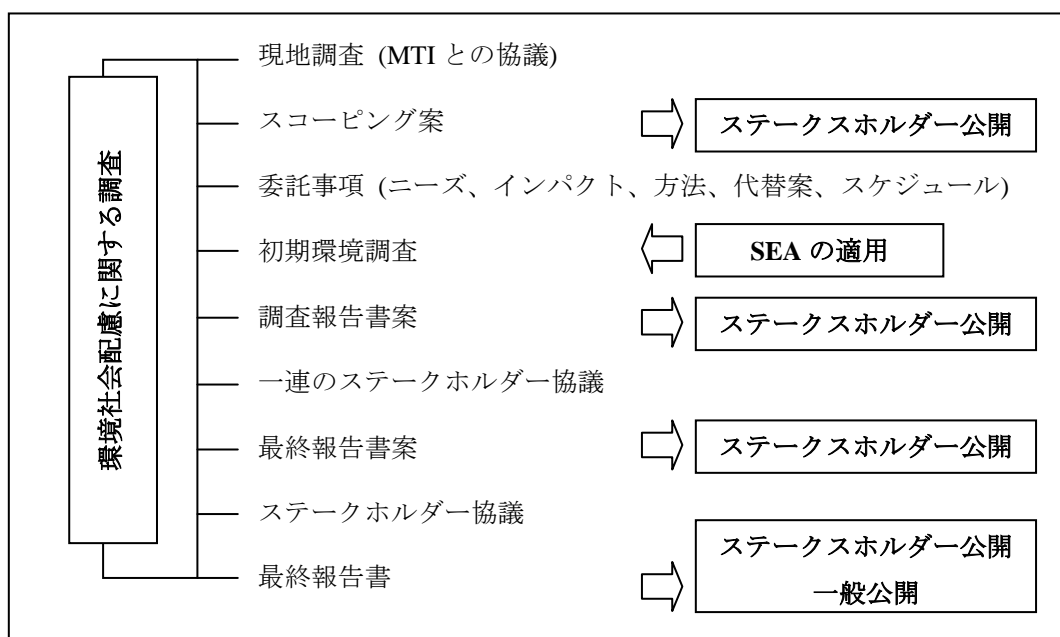 環境社会配慮に関する調査
現地調査 (MTI との協議)
スコーピング案
ステークスホルダー公開
委託事項 (ニーズ、インパクト、方法、代替案、スケジュール)
初期環境調査
SEA の適用
調査報告書案
ステークスホルダー公開
一連のステークホルダー協議
最終報告書案
ステークスホルダー公開
ステークホルダー協議
最終報告書
ステークスホルダー公開
一般公開